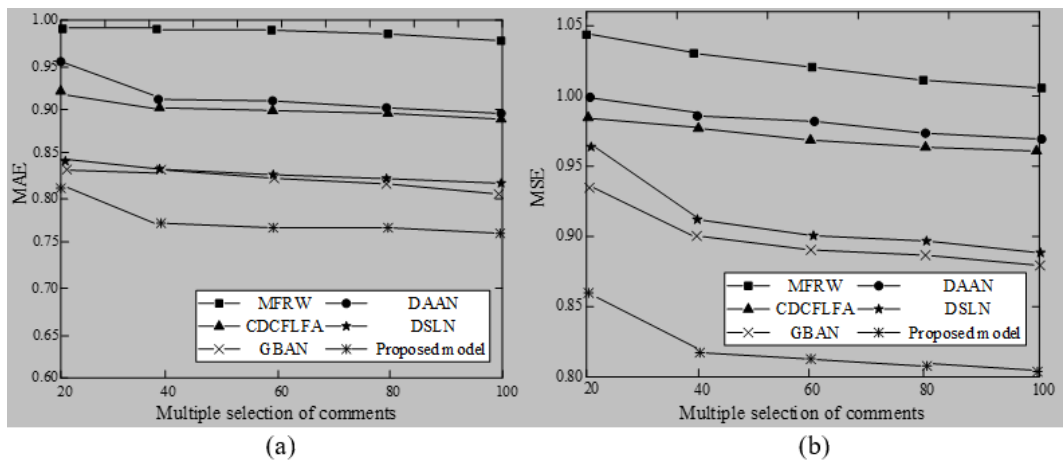 1.00
0.95
0.90
0.85
0.80
0.75
0.70
0.65
0.60
MAE
20 40 60 80 100
Multiple selection of comments
MFRW DAAN
CDCFLFA DSLN
GBAN Proposed model
(a)
1.05
1.00
0.95
0.90
0.85
0.80
MSE
20 40 60 80 100
Multiple selection of comments
MFRW DAAN
CDCFLFA DSLN
GBAN Proposed model
(b)